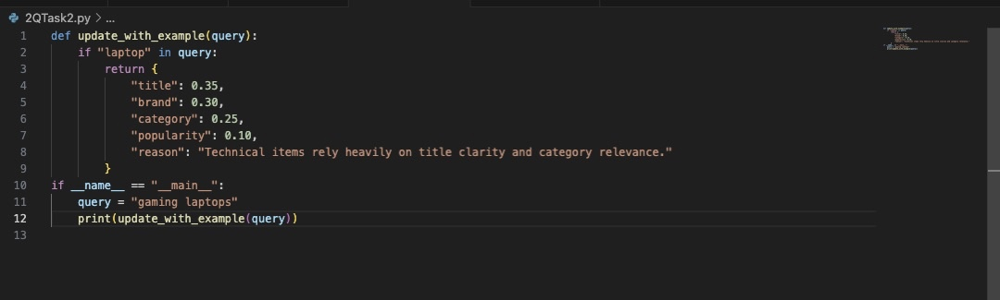 2QTask2.py > ...
1 def update_with_example(query):
2     if "laptop" in query:
3         return {
4             "title": 0.35,
5             "brand": 0.30,
6             "category": 0.25,
7             "popularity": 0.10,
8             "reason": "Technical items rely heavily on title clarity and category relevance."
9         }
10 if __name__ == "__main__":
11     query = "gaming laptops"
12     print(update_with_example(query))
13